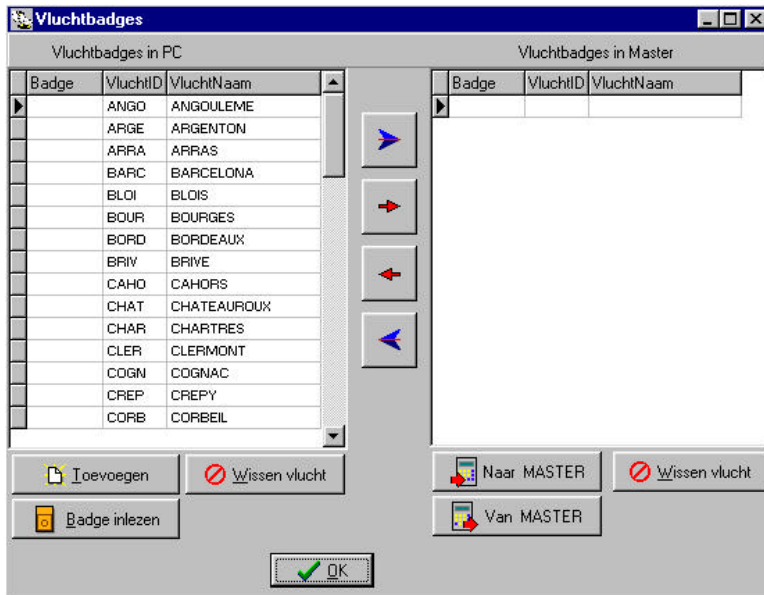 Vluchtbadges
Vluchtbadges in PC
Vluchtbadges in Master
Badge VluchtID VluchtNaam
ANGO ANGOULEME
ARGE ARGENTON
ARRA ARRAS
BARC BARCELONA
BLOI BLOIS
BOUR BOURGES
BORD BORDEAUX
BRIV BRIVE
CAHO CAHORS
CHAT CHATEAUROUX
CHAR CHARTRES
CLER CLERMONT
COGN COGNAC
CREP CREPY
CORB CORBEIL
Badge VluchtID VluchtNaam
Toevoegen
Wissen vlucht
Badge inlezen
Naar MASTER
Wissen vlucht
Van MASTER
OK